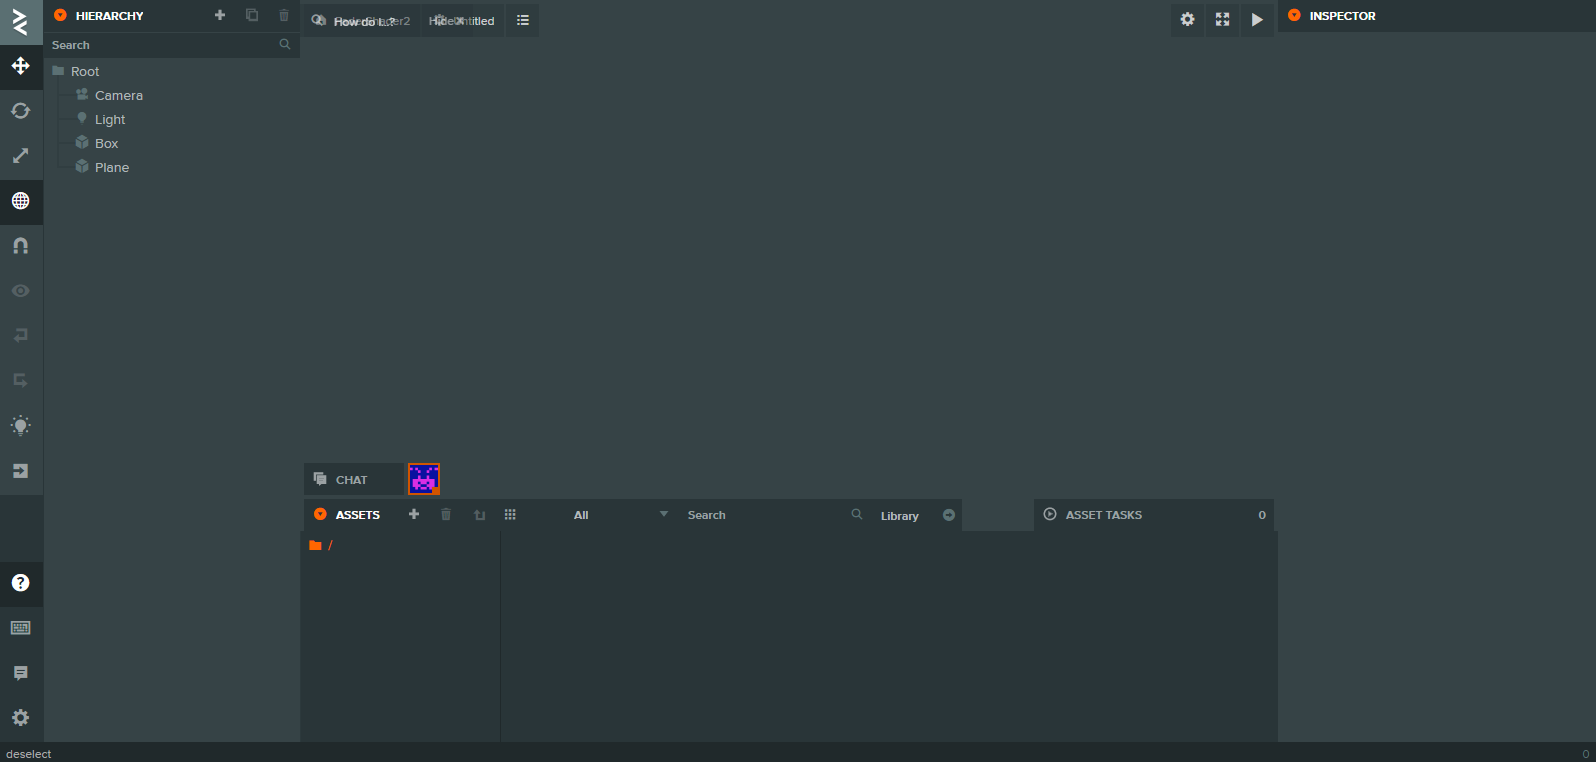 HIERARCHY
Search
Root
Camera
Light
Box
Plane
How do I...?
Hide
INSPECTOR
CHAT
ASSETS
All
Search
Library
ASSET TASKS
0
/
deselect
0